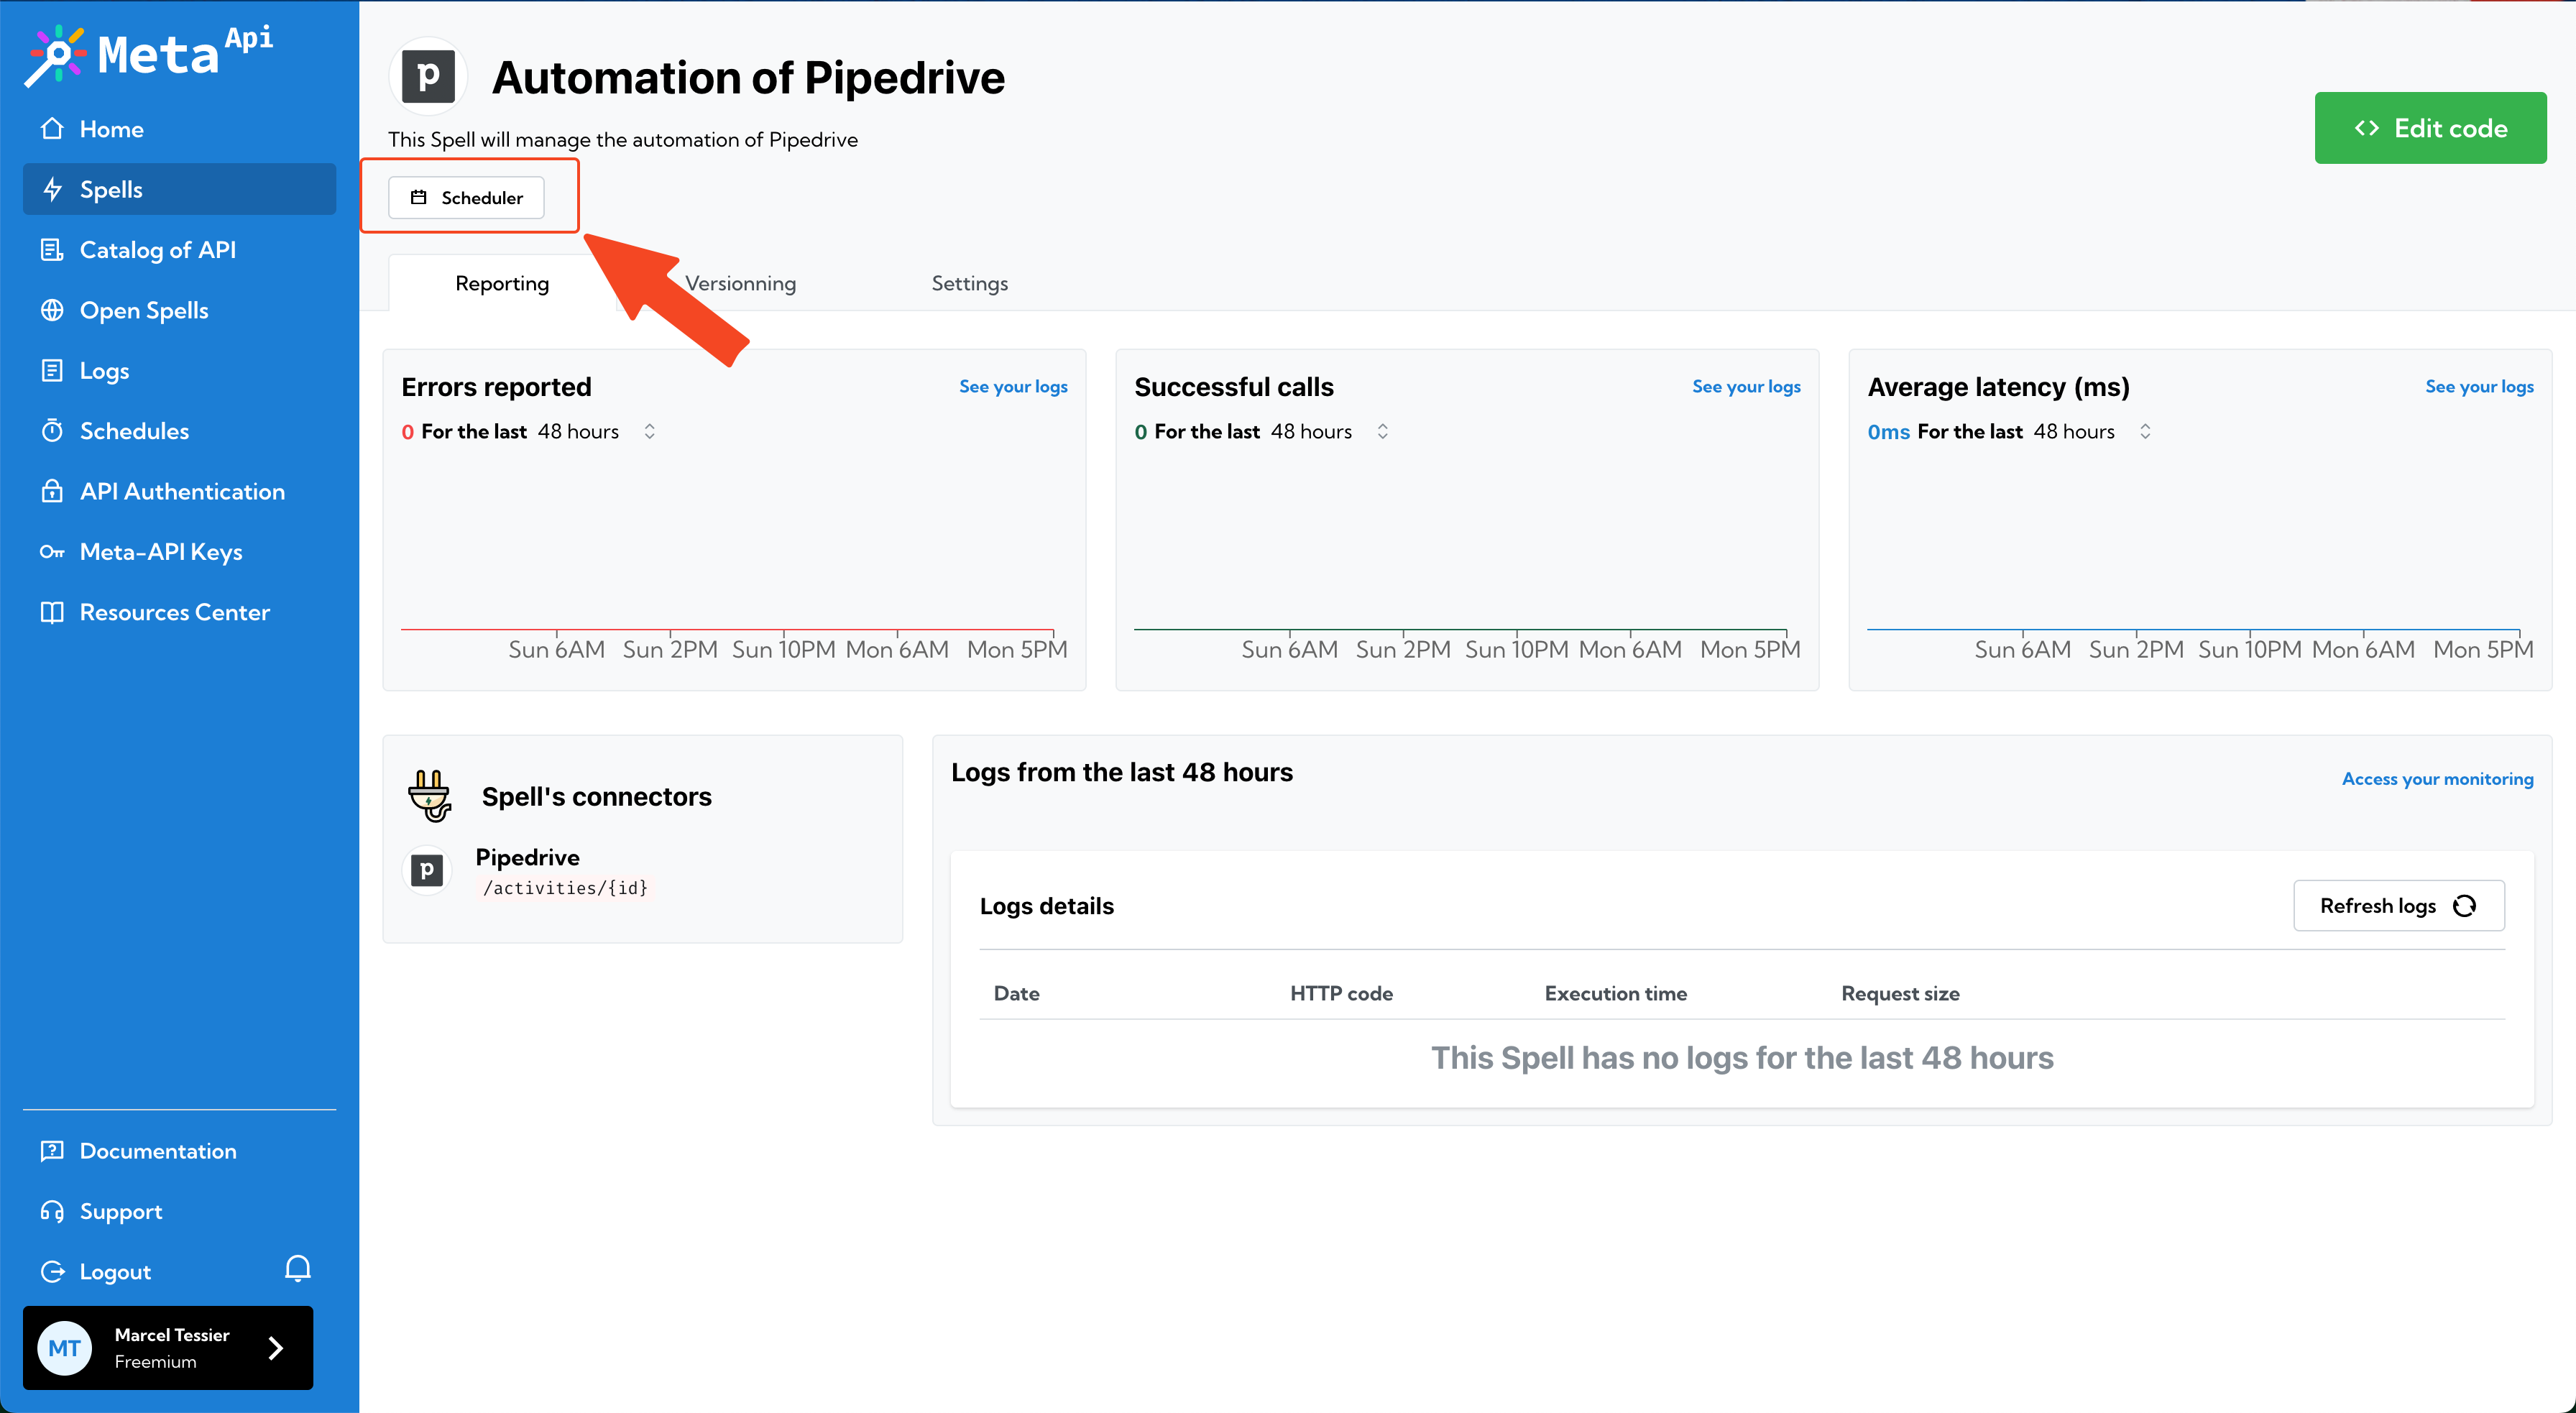 Meta Api
Home
Spells
Catalog of API
Open Spells
Logs
Schedules
API Authentication
Meta-API Keys
Resources Center
Documentation
Support
Logout
MT
Marcel Tessier
Freemium
p
Automation of Pipedrive
This Spell will manage the automation of Pipedrive
Scheduler
<> Edit code
Reporting
Versionning
Settings
Errors reported
See your logs
0 For the last 48 hours
Sun 6AM Sun 2PM Sun 10PM Mon 6AM Mon 5PM
Successful calls
See your logs
0 For the last 48 hours
Sun 6AM Sun 2PM Sun 10PM Mon 6AM Mon 5PM
Average latency (ms)
See your logs
0ms For the last 48 hours
Sun 6AM Sun 2PM Sun 10PM Mon 6AM Mon 5PM
Spell's connectors
p
Pipedrive
/activities/{id}
Logs from the last 48 hours
Access your monitoring
Logs details
Refresh logs
Date HTTP code Execution time Request size
This Spell has no logs for the last 48 hours